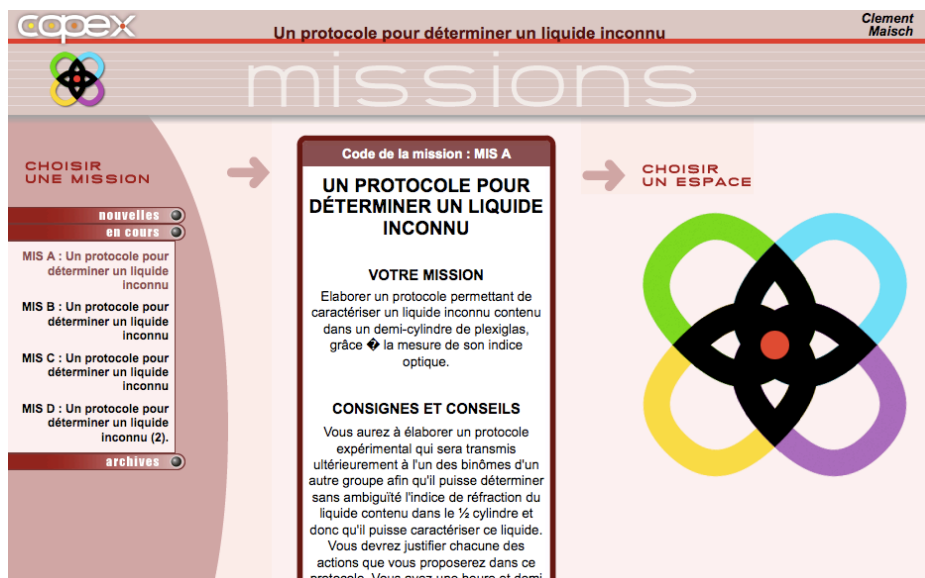 copex
Un protocole pour déterminer un liquide inconnu
Clement
Maisch
missions
CHOISIR
UNE MISSION
nouvelles
en cours
MIS A : Un protocole pour
déterminer un liquide
inconnu
MIS B : Un protocole pour
déterminer un liquide
inconnu
MIS C : Un protocole pour
déterminer un liquide
inconnu
MIS D : Un protocole pour
déterminer un liquide
inconnu (2).
archives
Code de la mission : MIS A
UN PROTOCOLE POUR
DÉTERMINER UN LIQUIDE
INCONNU
VOTRE MISSION
Elaborer un protocole permettant de
caractériser un liquide inconnu contenu
dans un demi-cylindre de plexiglas,
grâce � la mesure de son indice
optique.
CONSIGNES ET CONSEILS
Vous aurez à élaborer un protocole
expérimental qui sera transmis
ultérieurement à l'un des binômes d'un
autre groupe afin qu'il puisse déterminer
sans ambiguïté l'indice de réfraction du
liquide contenu dans le ½ cylindre et
donc qu'il puisse caractériser ce liquide.
Vous devrez justifier chacune des
actions que vous proposerez dans ce
protocole. Vous avez une heure et demi
CHOISIR
UN ESPACE